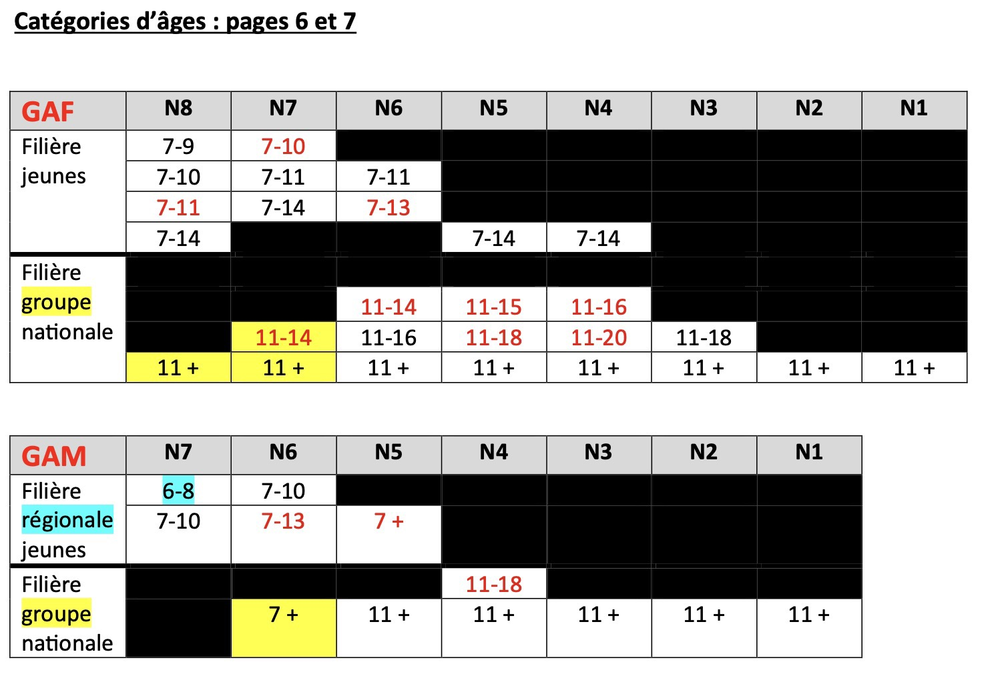 Catégories d’âges : pages 6 et 7
GAF N8 N7 N6 N5 N4 N3 N2 N1
Filière 7-9 7-10
jeunes 7-10 7-11 7-11
7-11 7-14 7-13
7-14 7-14 7-14
Filière
groupe 11-14 11-15 11-16
nationale 11-14 11-16 11-18 11-20 11-18
11 + 11 + 11 + 11 + 11 + 11 + 11 + 11 +
GAM N7 N6 N5 N4 N3 N2 N1
Filière 6-8 7-10
régionale 7-10 7-13 7 +
jeunes
Filière 11-18
groupe 7 + 11 + 11 + 11 + 11 + 11 +
nationale